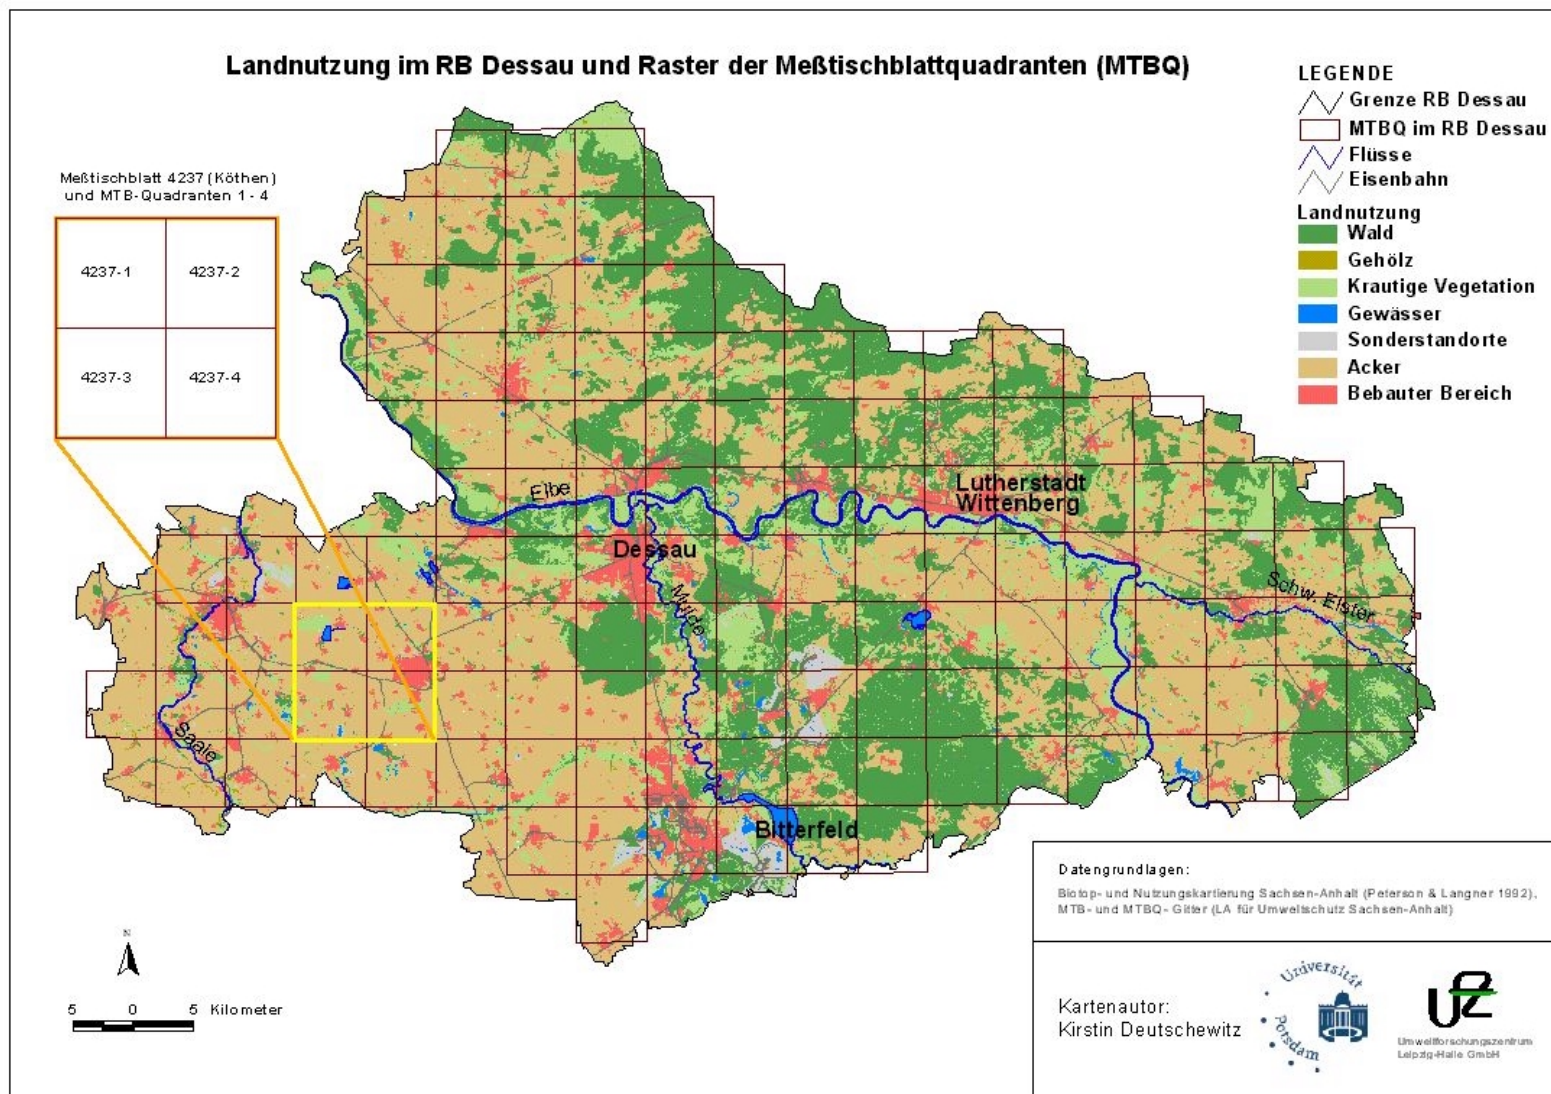 Landnutzung im RB Dessau und Raster der Meßtischblattquadranten (MTBQ)
LEGENDE
Grenze RB Dessau
MTBQ im RB Dessau
Flüsse
Eisenbahn
Landnutzung
Wald
Gehölz
Krautige Vegetation
Gewässer
Sonderstandorte
Acker
Bebauter Bereich
Meßtischblatt 4237 (Köthen)
und MTB-Quadranten 1 - 4
4237-1
4237-2
4237-3
4237-4
Elbe
Lutherstadt
Wittenberg
Dessau
Mulde
Schw. Elster
Saale
Bitterfeld
N
5 0 5 Kilometer
Datengrundlagen:
Biotop- und Nutzungskartierung Sachsen-Anhalt (Peterson & Langner 1992),
MTB- und MTBQ- Gitter (LA für Umweltschutz Sachsen-Anhalt)
Kartenautor:
Kirstin Deutschewitz
Universität
Potsdam
UFZ
Umweltforschungszentrum
Leipzig-Halle GmbH